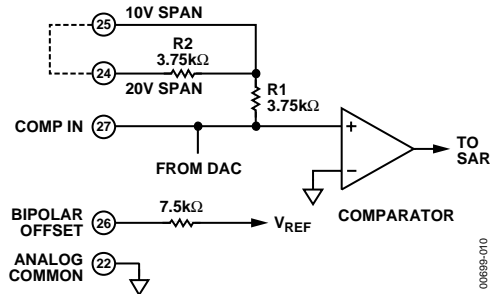 25 10V SPAN
R2
3.75kΩ
24 20V SPAN
R1
3.75kΩ
COMP IN 27
FROM DAC
+
−
TO
SAR
COMPARATOR
BIPOLAR
OFFSET 26
7.5kΩ
VREF
ANALOG
COMMON 22
00699-010